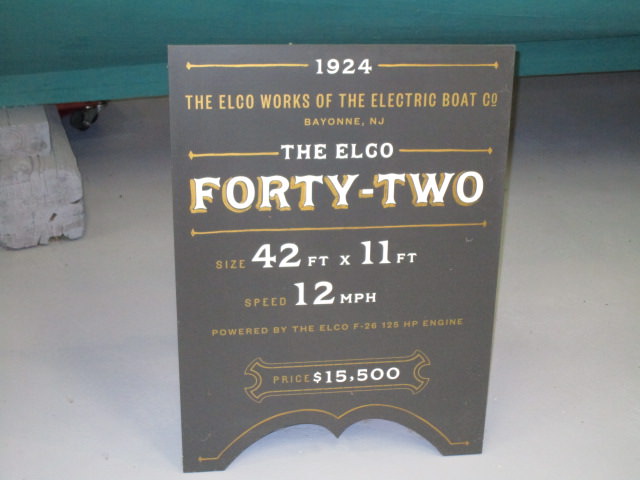 1924
THE ELCO WORKS OF THE ELECTRIC BOAT CO
BAYONNE, NJ
THE ELCO
FORTY-TWO
SIZE 42 FT X 11 FT
SPEED 12 MPH
POWERED BY THE ELCO F-26 125 HP ENGINE
PRICE $15,500